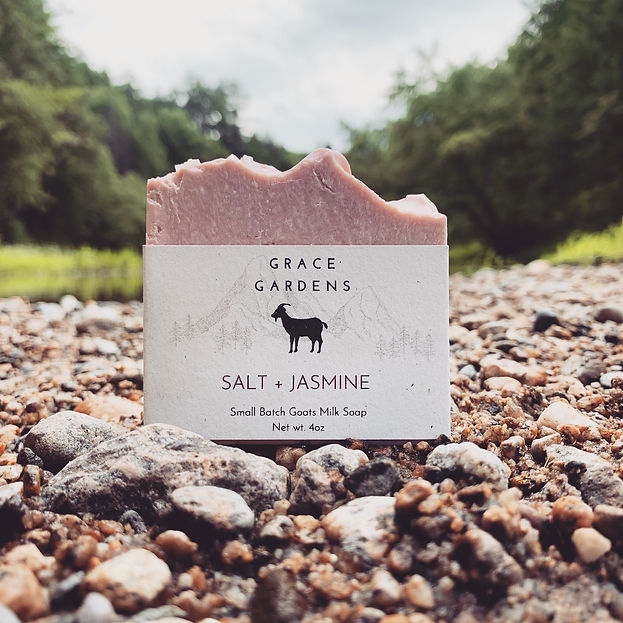 GRACE
GARDENS
SALT + JASMINE
Small Batch Goats Milk Soap
Net wt. 4oz